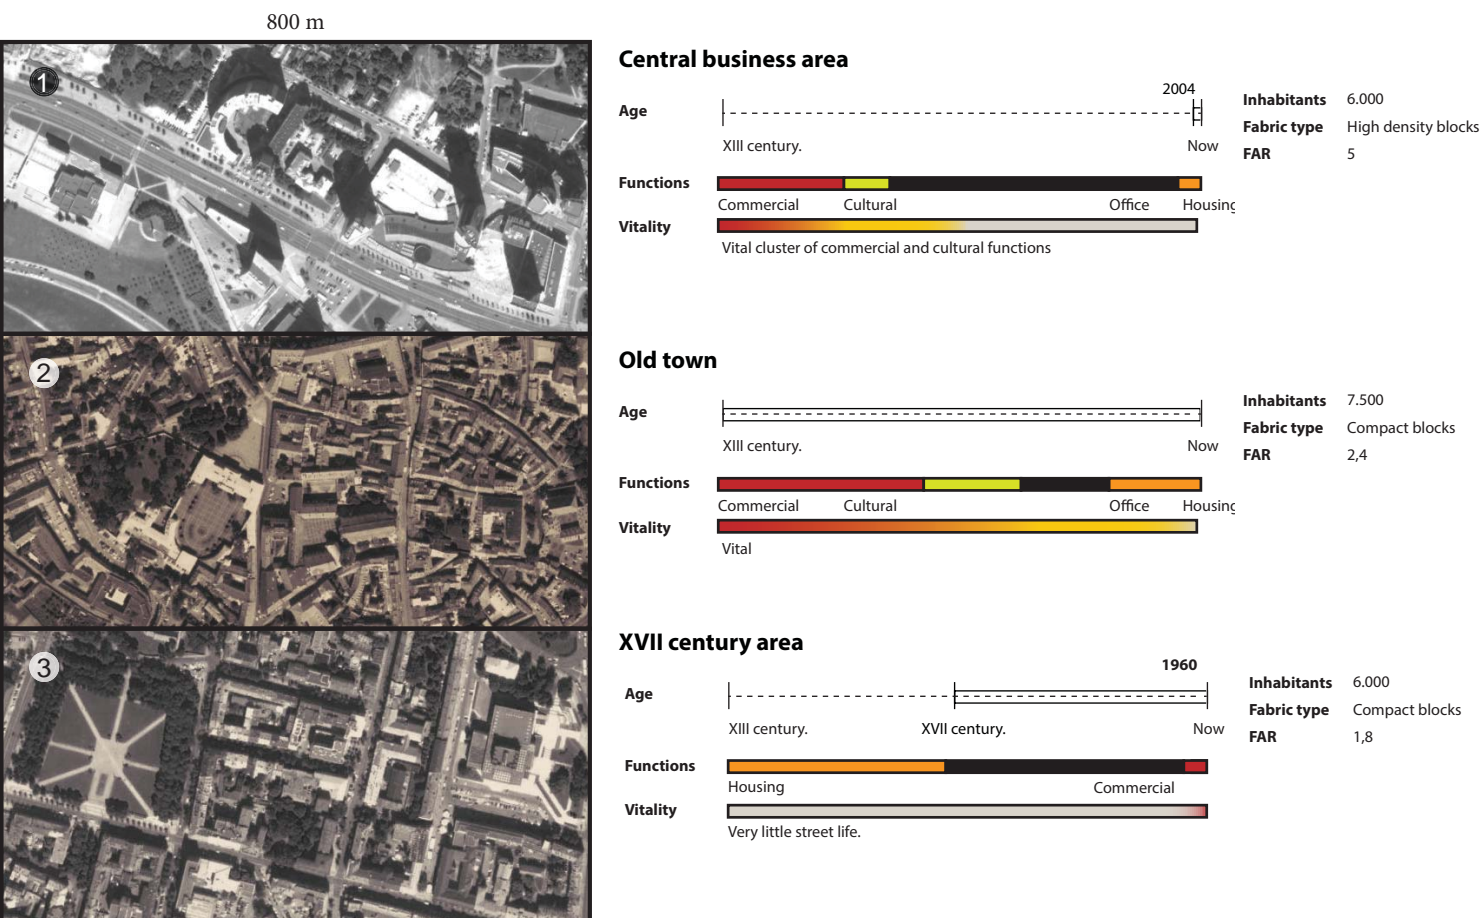 800 m
1
Central business area
2004
Age
XIII century.
Now
Inhabitants 6.000
Fabric type High density blocks
FAR 5
Functions
Commercial Cultural Office Housing
Vitality
Vital cluster of commercial and cultural functions
2
Old town
Age
XIII century.
Now
Inhabitants 7.500
Fabric type Compact blocks
FAR 2,4
Functions
Commercial Cultural Office Housing
Vitality
Vital
3
XVII century area
1960
Age
XIII century. XVII century. Now
Inhabitants 6.000
Fabric type Compact blocks
FAR 1,8
Functions
Housing Commercial
Vitality
Very little street life.